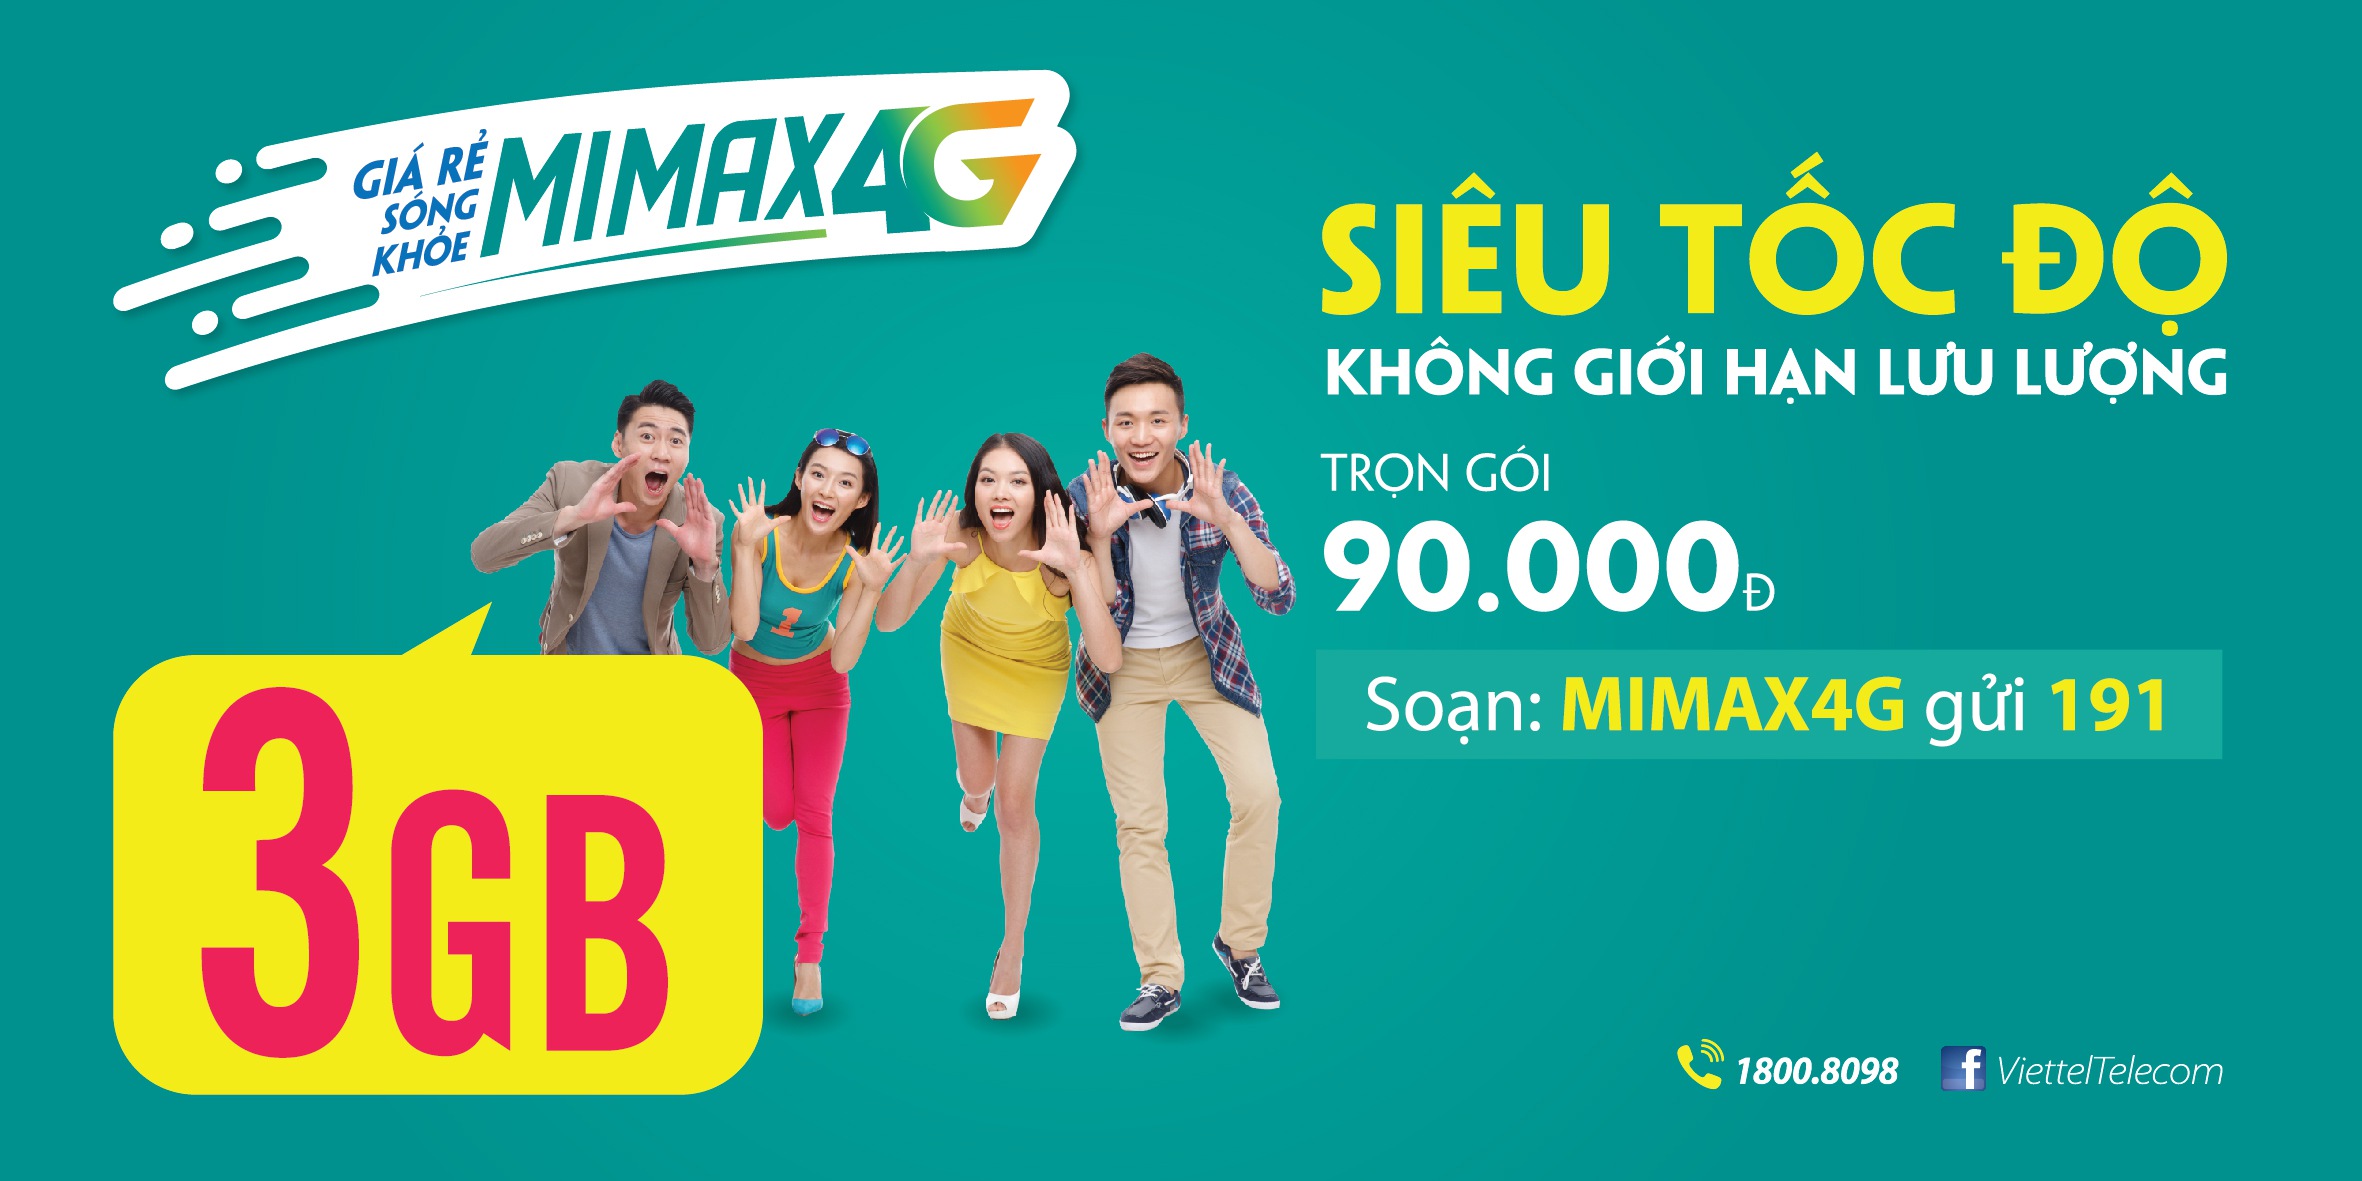 GIÁ RẺ
SÓNG
KHỎE
MIMAX4G
SIÊU TỐC ĐỘ
KHÔNG GIỚI HẠN LƯU LƯỢNG
TRỌN GÓI
90.000Đ
Soạn: MIMAX4G gửi 191
1
3GB
1800.8098
f ViettelTelecom